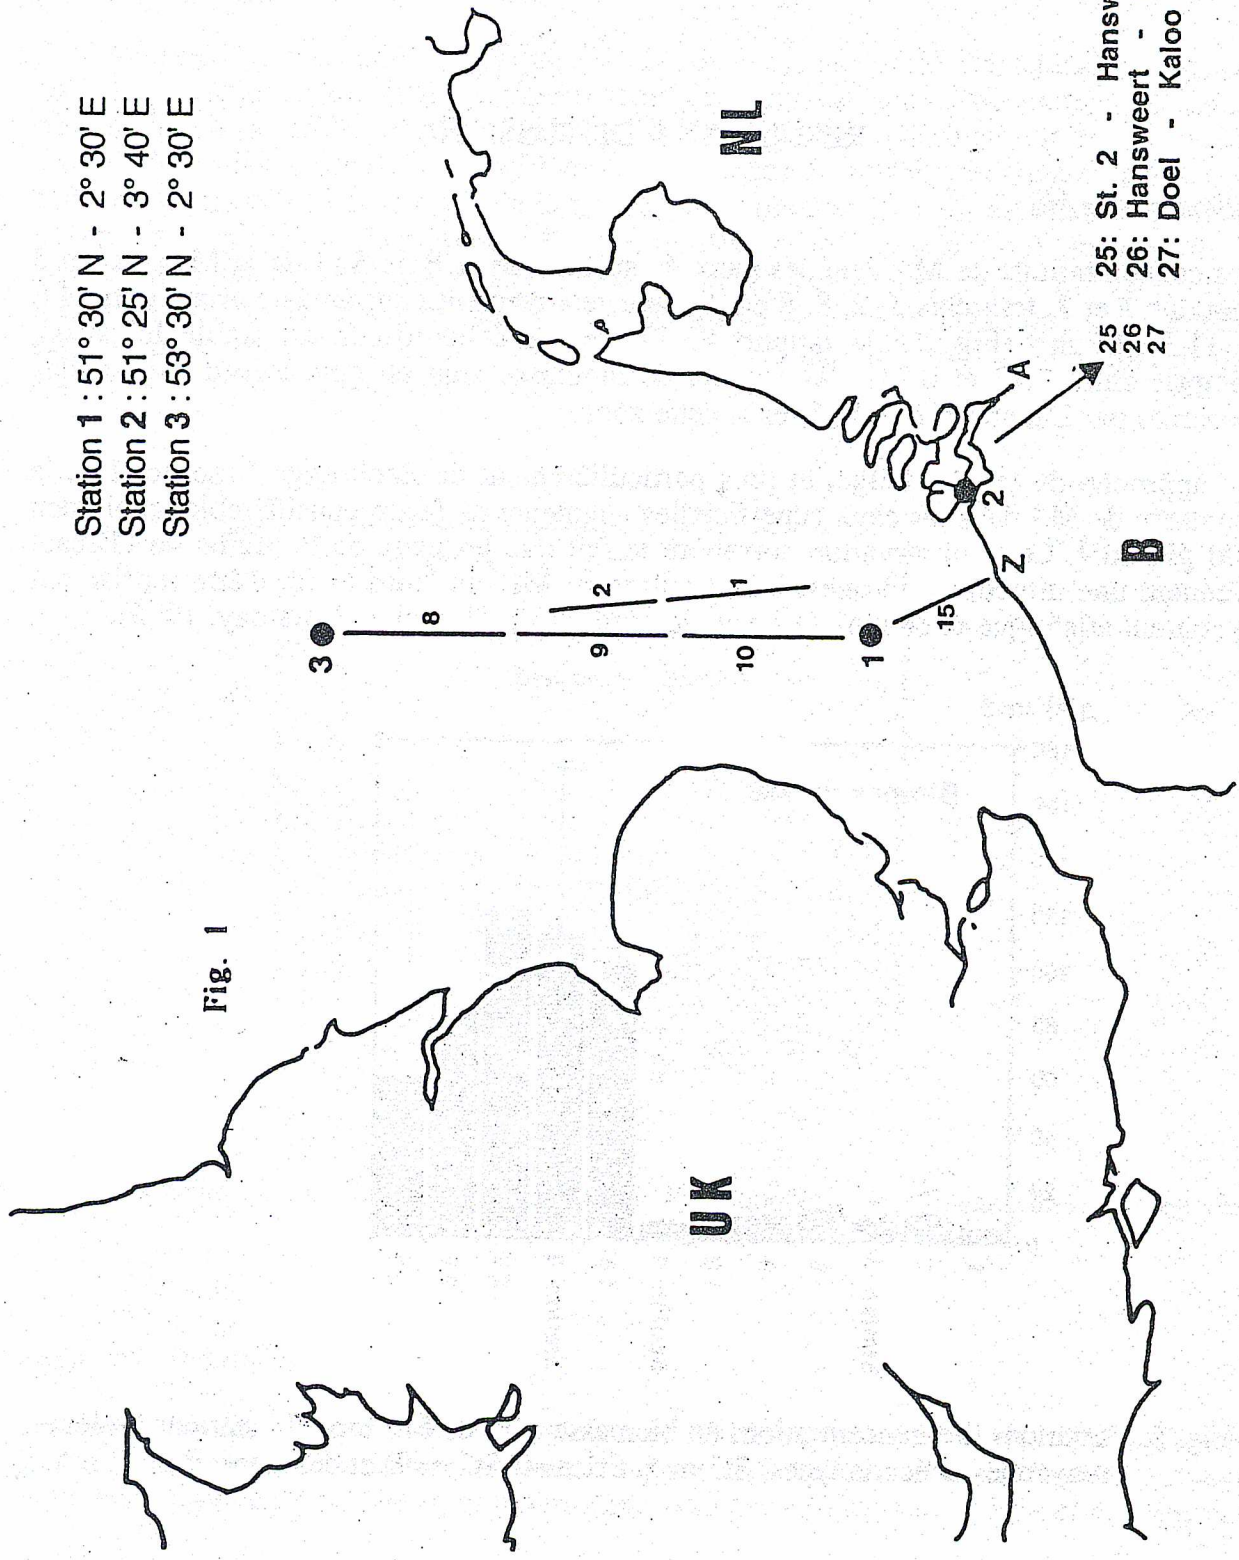 Station 1 : 51° 30' N - 2° 30' E
Station 2 : 51° 25' N - 3° 40' E
Station 3 : 53° 30' N - 2° 30' E
Fig. 1
3
8
9
2
10
1
1
15
Z
2
A
NL
UK
B
25
26
27
25: St. 2 - Hansw
26: Hansweert -
27: Doel - Kaloo